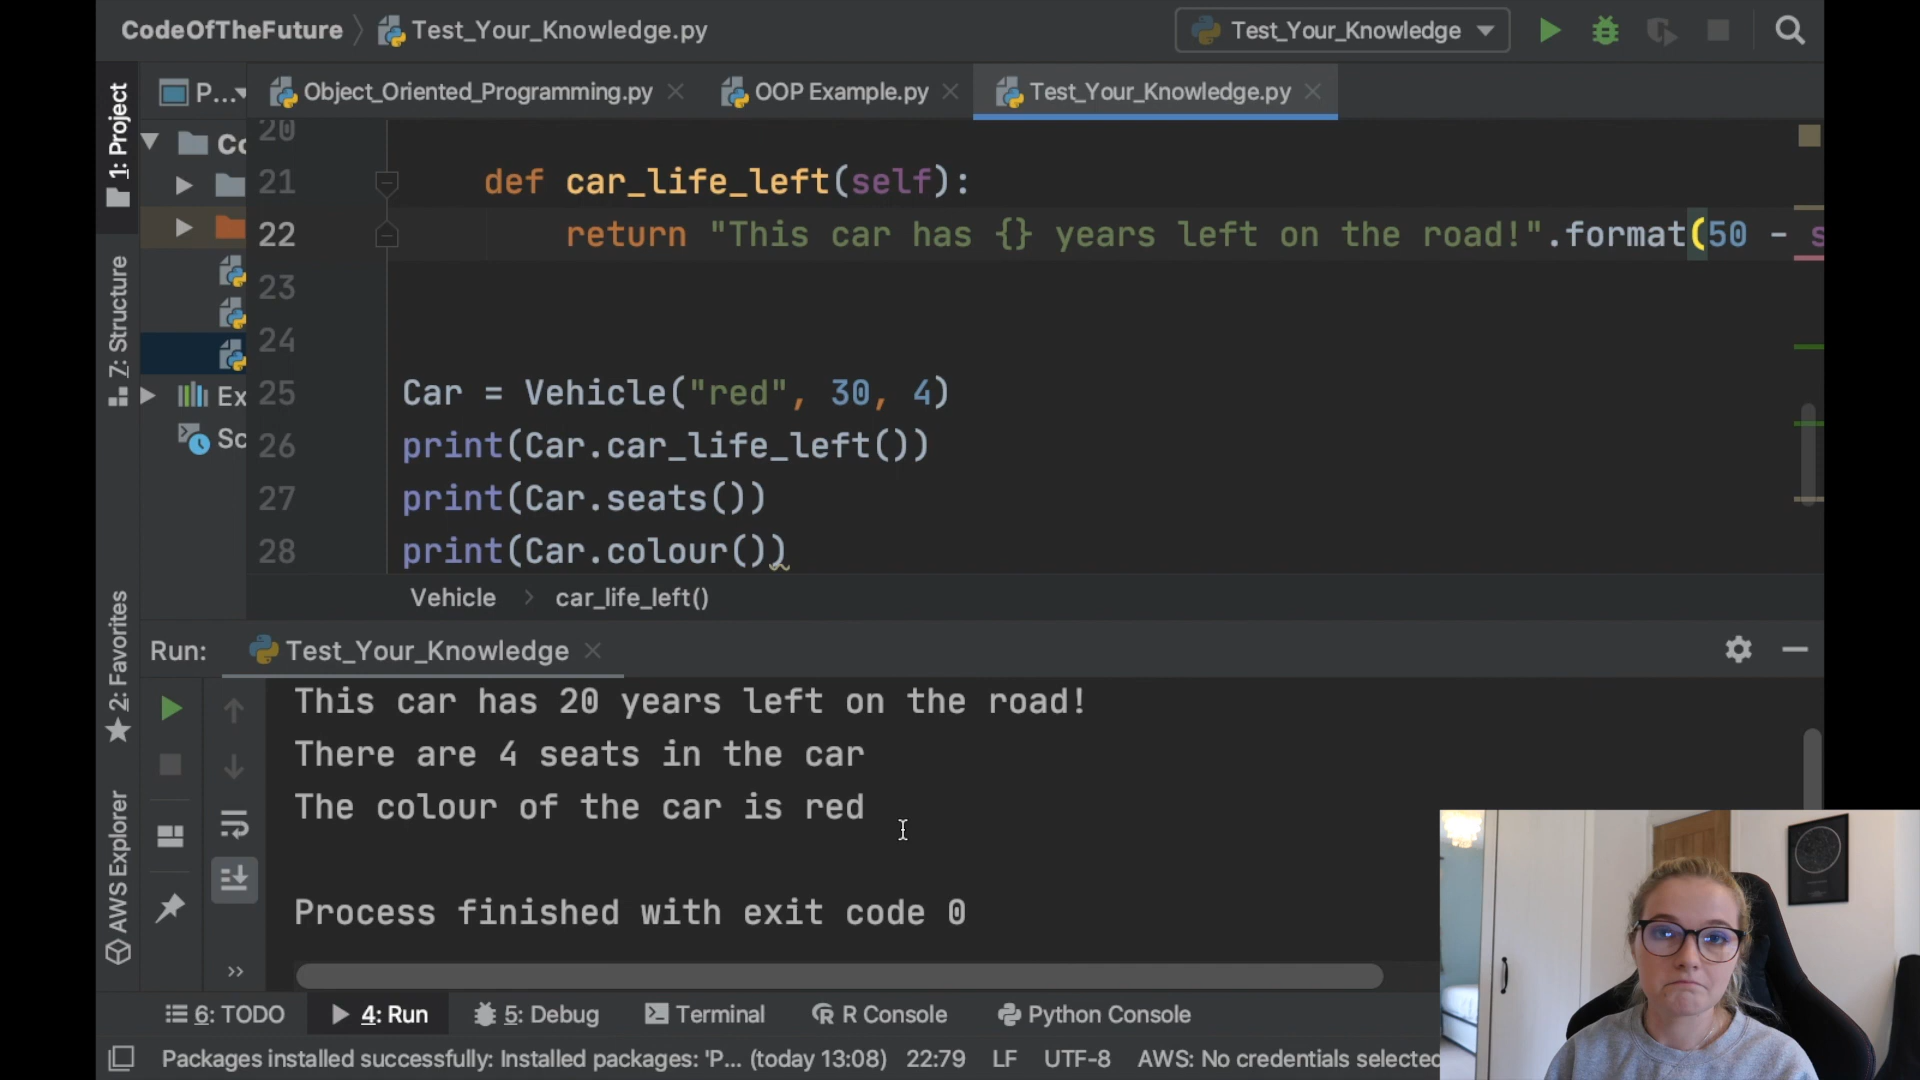 CodeOfTheFuture
Test_Your_Knowledge.py
Test_Your_Knowledge
1: Project
P...
Object_Oriented_Programming.py
OOP Example.py
Test_Your_Knowledge.py
20
21 def car_life_left(self):
22 return "This car has {} years left on the road!".format(50 - s
23
24
25 Car = Vehicle("red", 30, 4)
26 print(Car.car_life_left())
27 print(Car.seats())
28 print(Car.colour())
Co
Ex
Sc
Z: Structure
Vehicle > car_life_left()
2: Favorites
AWS Explorer
Run: Test_Your_Knowledge
This car has 20 years left on the road!
There are 4 seats in the car
The colour of the car is red
Process finished with exit code 0
6: TODO 4: Run 5: Debug Terminal R Console Python Console
Packages installed successfully: Installed packages: 'P... (today 13:08) 22:79 LF UTF-8 AWS: No credentials selected